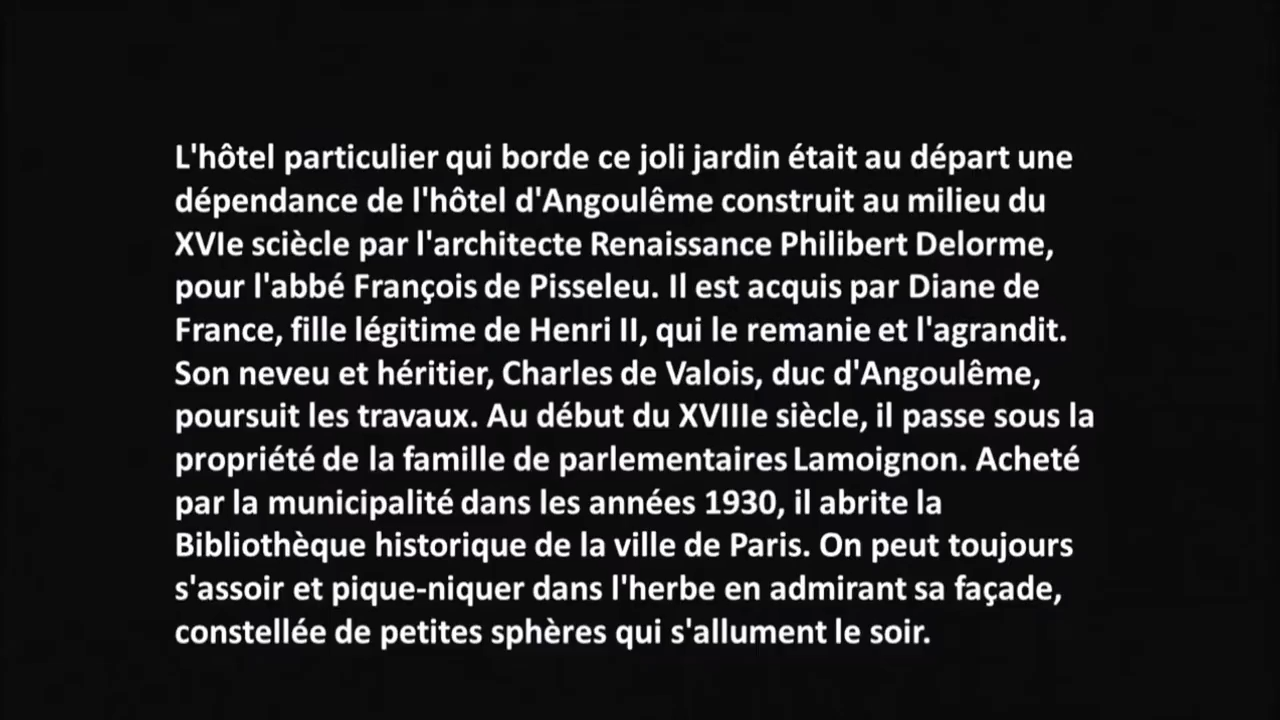 L'hôtel particulier qui borde ce joli jardin était au départ une
dépendance de l'hôtel d'Angoulême construit au milieu du
XVIe sciècle par l'architecte Renaissance Philibert Delorme,
pour l'abbé François de Pisseleu. Il est acquis par Diane de
France, fille légitime de Henri II, qui le remanie et l'agrandit.
Son neveu et héritier, Charles de Valois, duc d'Angoulême,
poursuit les travaux. Au début du XVIIIe siècle, il passe sous la
propriété de la famille de parlementaires Lamoignon. Acheté
par la municipalité dans les années 1930, il abrite la
Bibliothèque historique de la ville de Paris. On peut toujours
s'assoir et pique-niquer dans l'herbe en admirant sa façade,
constellée de petites sphères qui s'allument le soir.